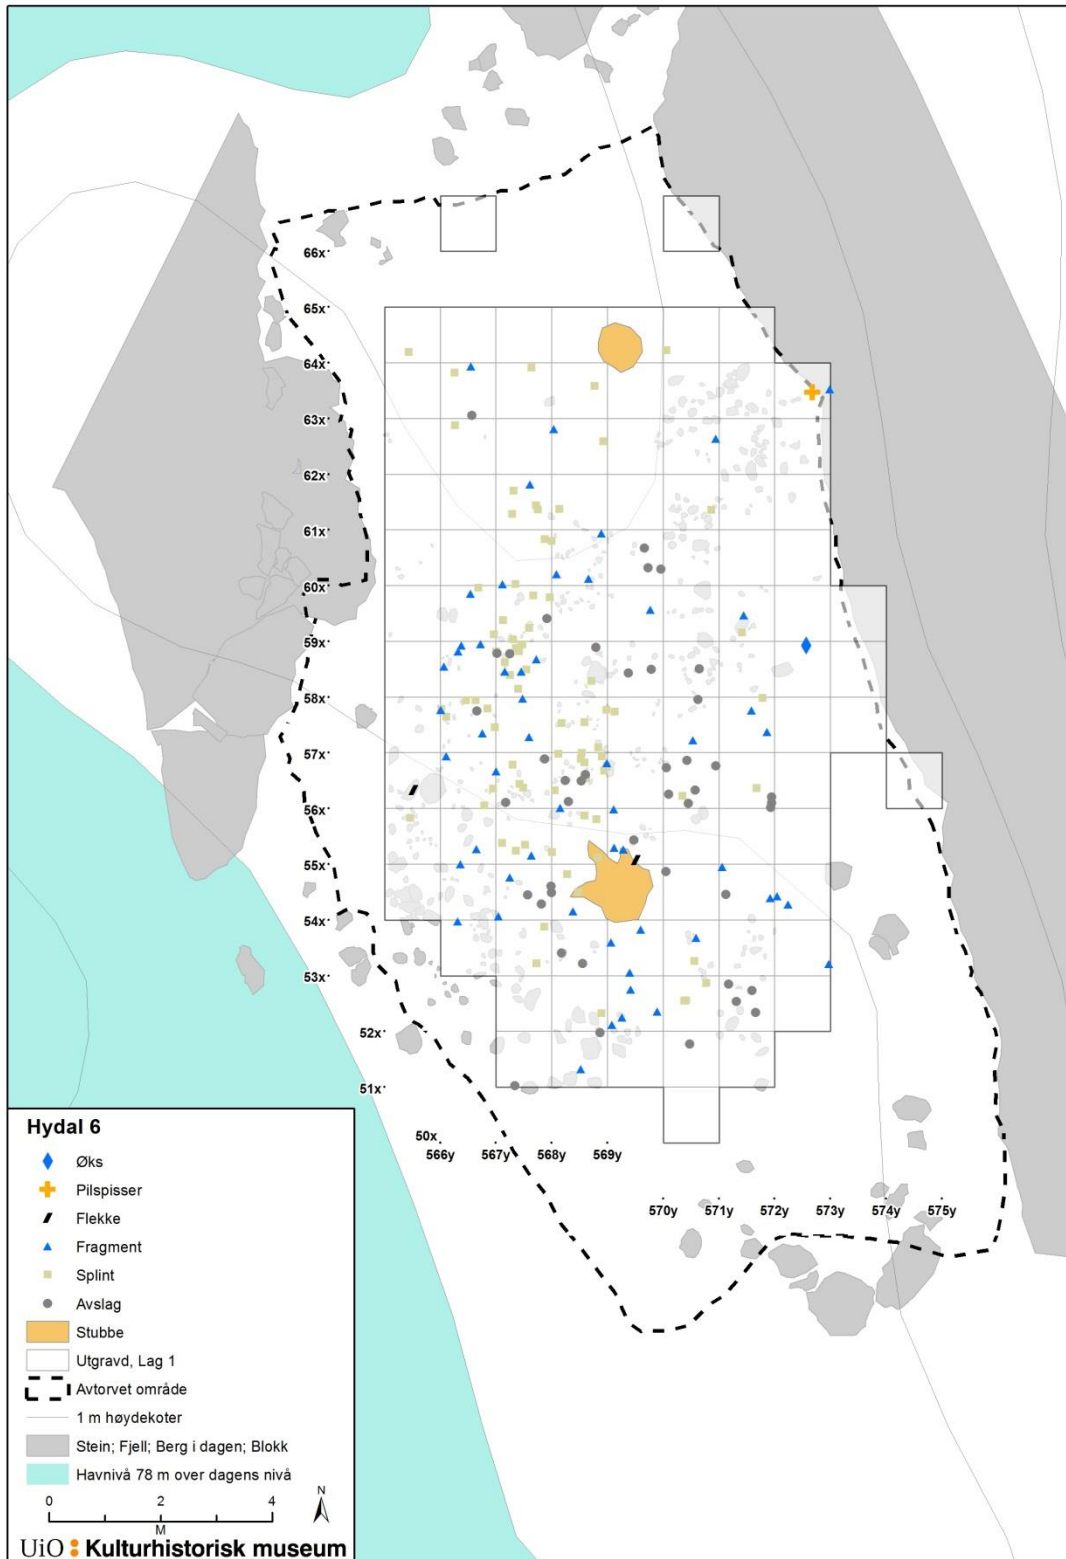 66x
65x
64x
63x
62x
61x
60x
59x
58x
57x
56x
55x
54x
53x
52x
51x
50x
566y 567y 568y 569y
570y 571y 572y 573y 574y 575y
Hydal 6
Øks
Pilspisser
Flekke
Fragment
Splint
Avslag
Stubbe
Utgravd, Lag 1
Avtorvet område
1 m høydekoter
Stein; Fjell; Berg i dagen; Blokk
Havnivå 78 m over dagens nivå
0 2 4
M
N
UiO : Kulturhistorisk museum